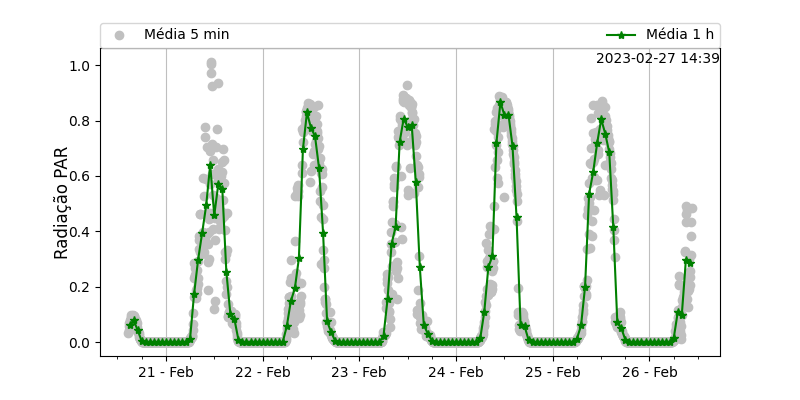 Média 5 min
Média 1 h
2023-02-27 14:39
Radiação PAR
1.0
0.8
0.6
0.4
0.2
0.0
21 - Feb
22 - Feb
23 - Feb
24 - Feb
25 - Feb
26 - Feb